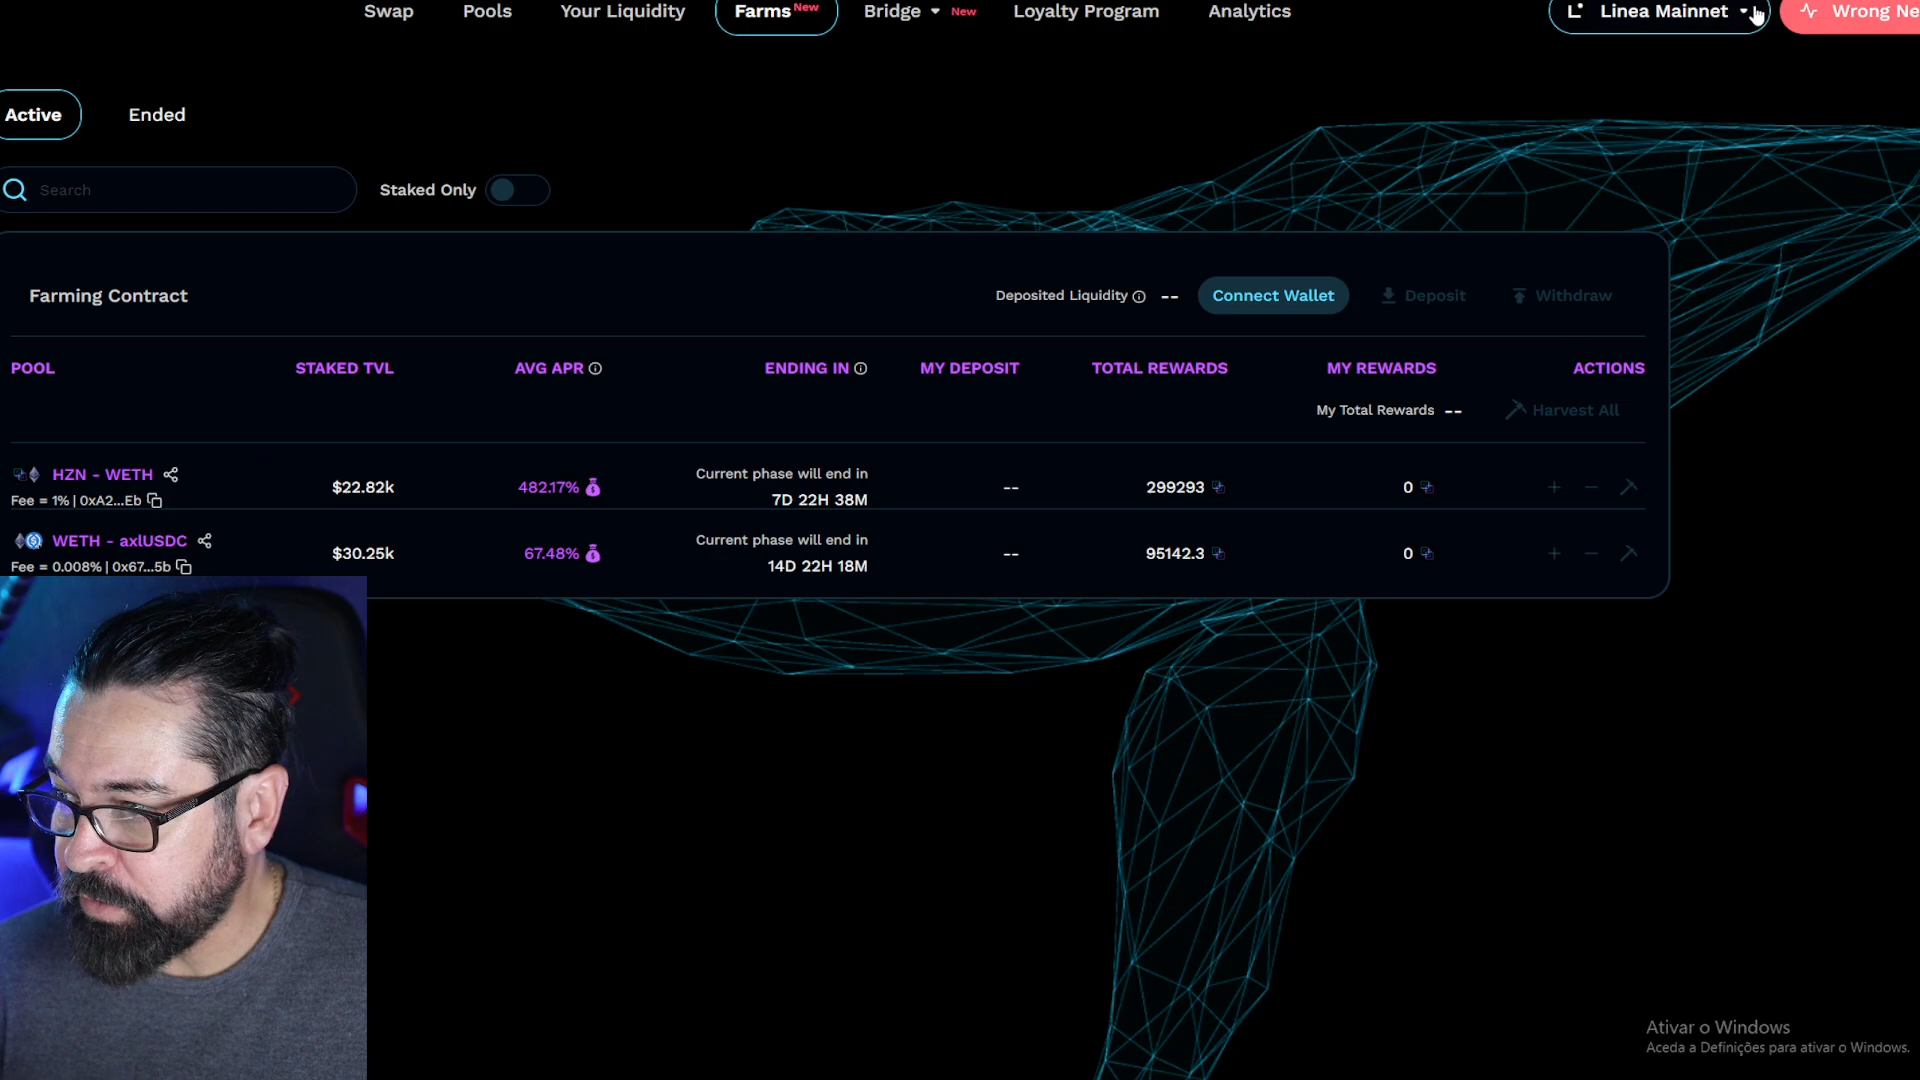 Swap Pools Your Liquidity Farms New Bridge New Loyalty Program Analytics Linea Mainnet Wrong Ne
Active Ended
Search Staked Only
Farming Contract Deposited Liquidity -- Connect Wallet Deposit Withdraw
POOL STAKED TVL AVG APR ENDING IN MY DEPOSIT TOTAL REWARDS MY REWARDS ACTIONS
My Total Rewards -- Harvest All
HZN - WETH $22.82k 482.17% Current phase will end in -- 299293 0
Fee = 1% | 0xA2...Eb 7D 22H 38M
WETH - axlUSDC $30.25k 67.48% Current phase will end in -- 95142.3 0
Fee = 0.008% | 0x67...5b 14D 22H 18M
Ativar o Windows
Aceda a Definições para ativar o Windows.